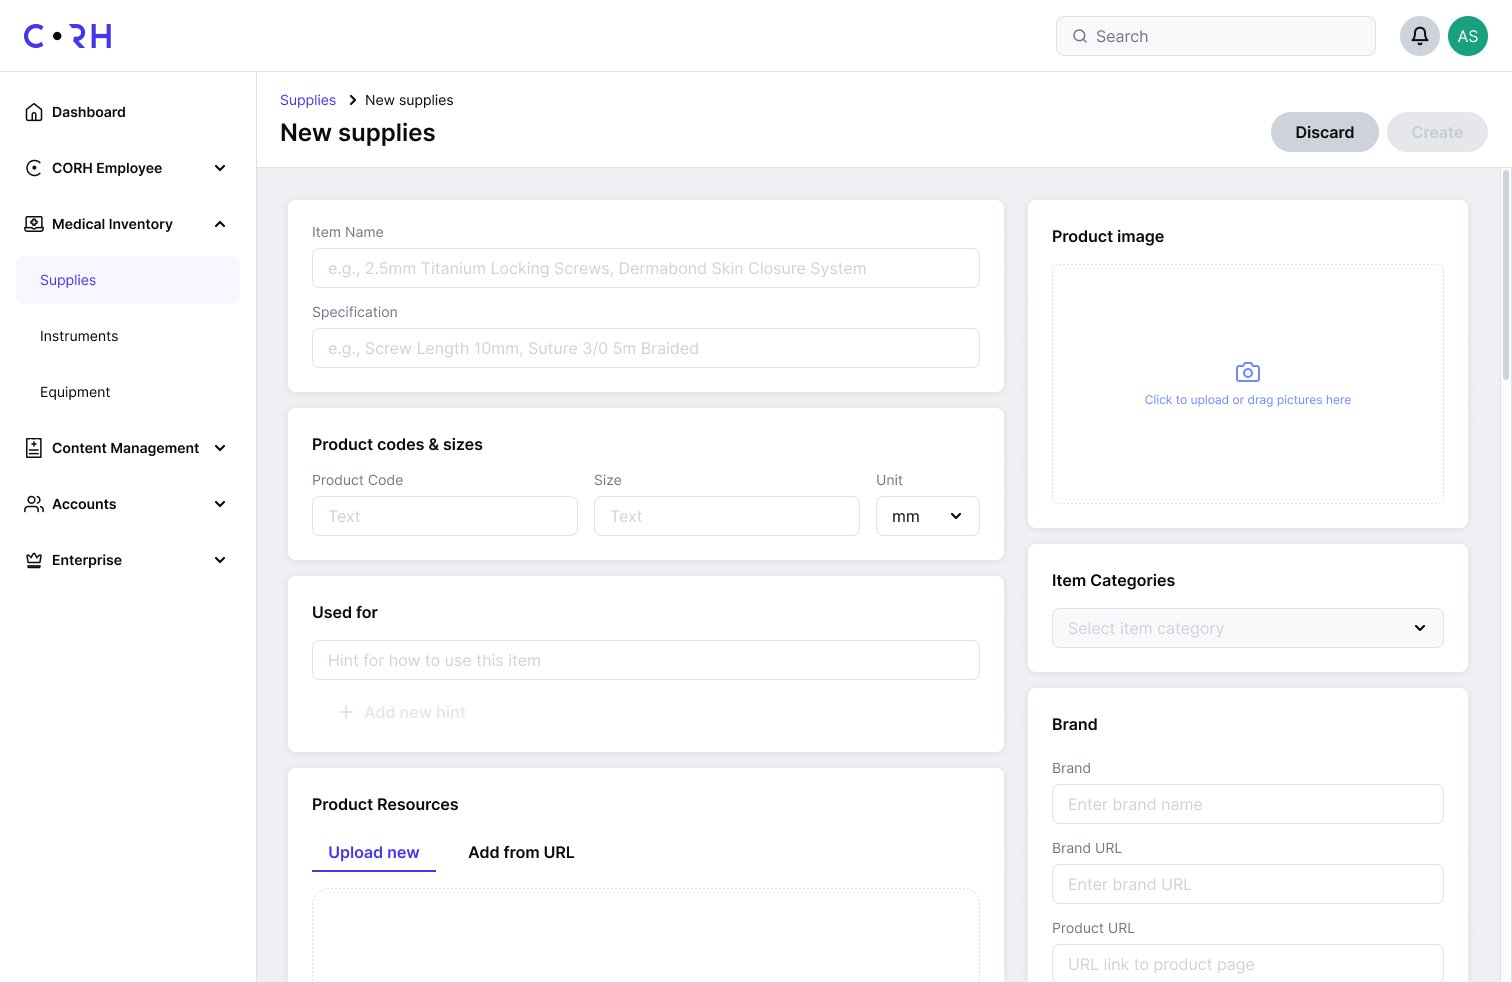 CORH
Search
AS
Dashboard
CORH Employee
Medical Inventory
Supplies
Instruments
Equipment
Content Management
Accounts
Enterprise
Supplies > New supplies
New supplies
Discard
Create
Item Name
e.g., 2.5mm Titanium Locking Screws, Dermabond Skin Closure System
Specification
e.g., Screw Length 10mm, Suture 3/0 5m Braided
Product codes & sizes
Product Code
Size
Unit
Text
Text
mm
Used for
Hint for how to use this item
+ Add new hint
Product Resources
Upload new
Add from URL
Product image
Click to upload or drag pictures here
Item Categories
Select item category
Brand
Brand
Enter brand name
Brand URL
Enter brand URL
Product URL
URL link to product page